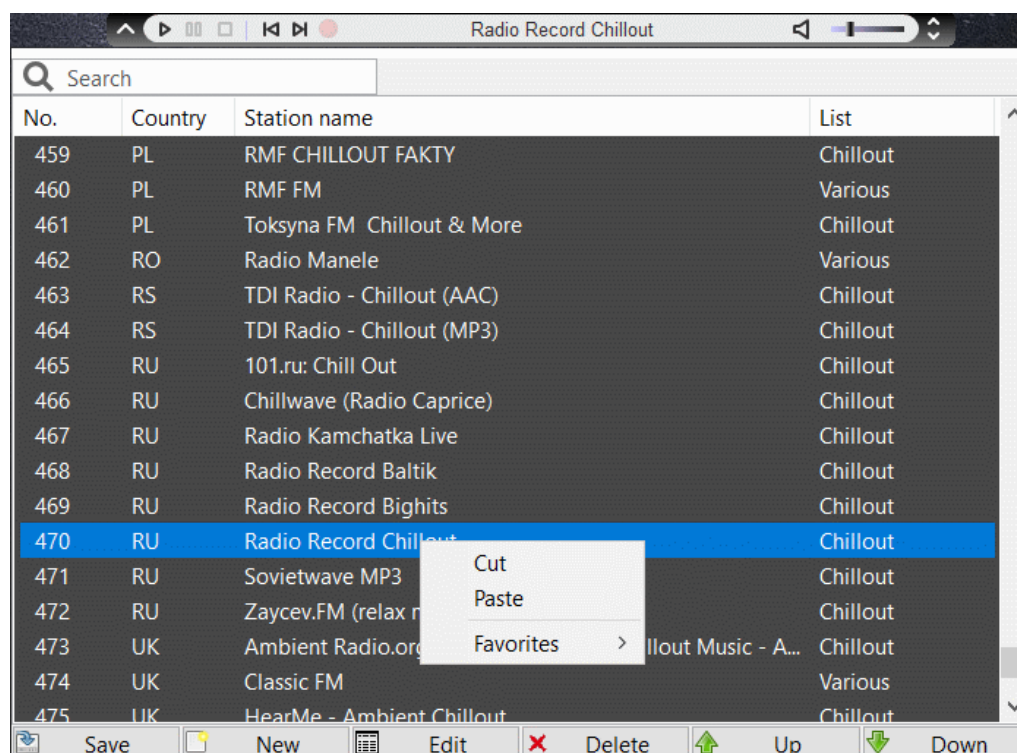 Radio Record Chillout
Search
No. Country Station name List
459 PL RMF CHILLOUT FAKTY Chillout
460 PL RMF FM Various
461 PL Toksyna FM Chillout & More Chillout
462 RO Radio Manele Various
463 RS TDI Radio - Chillout (AAC) Chillout
464 RS TDI Radio - Chillout (MP3) Chillout
465 RU 101.ru: Chill Out Chillout
466 RU Chillwave (Radio Caprice) Chillout
467 RU Radio Kamchatka Live Chillout
468 RU Radio Record Baltik Chillout
469 RU Radio Record Bighits Chillout
470 RU Radio Record Chillout Chillout
471 RU Sovietwave MP3 Chillout
472 RU Zaycev.FM (relax Chillout
473 UK Ambient Radio.org llout Music - A... Chillout
474 UK Classic FM Various
475 UK HearMe - Ambient Chillout Chillout
Cut
Paste
Favorites
Save New Edit Delete Up Down